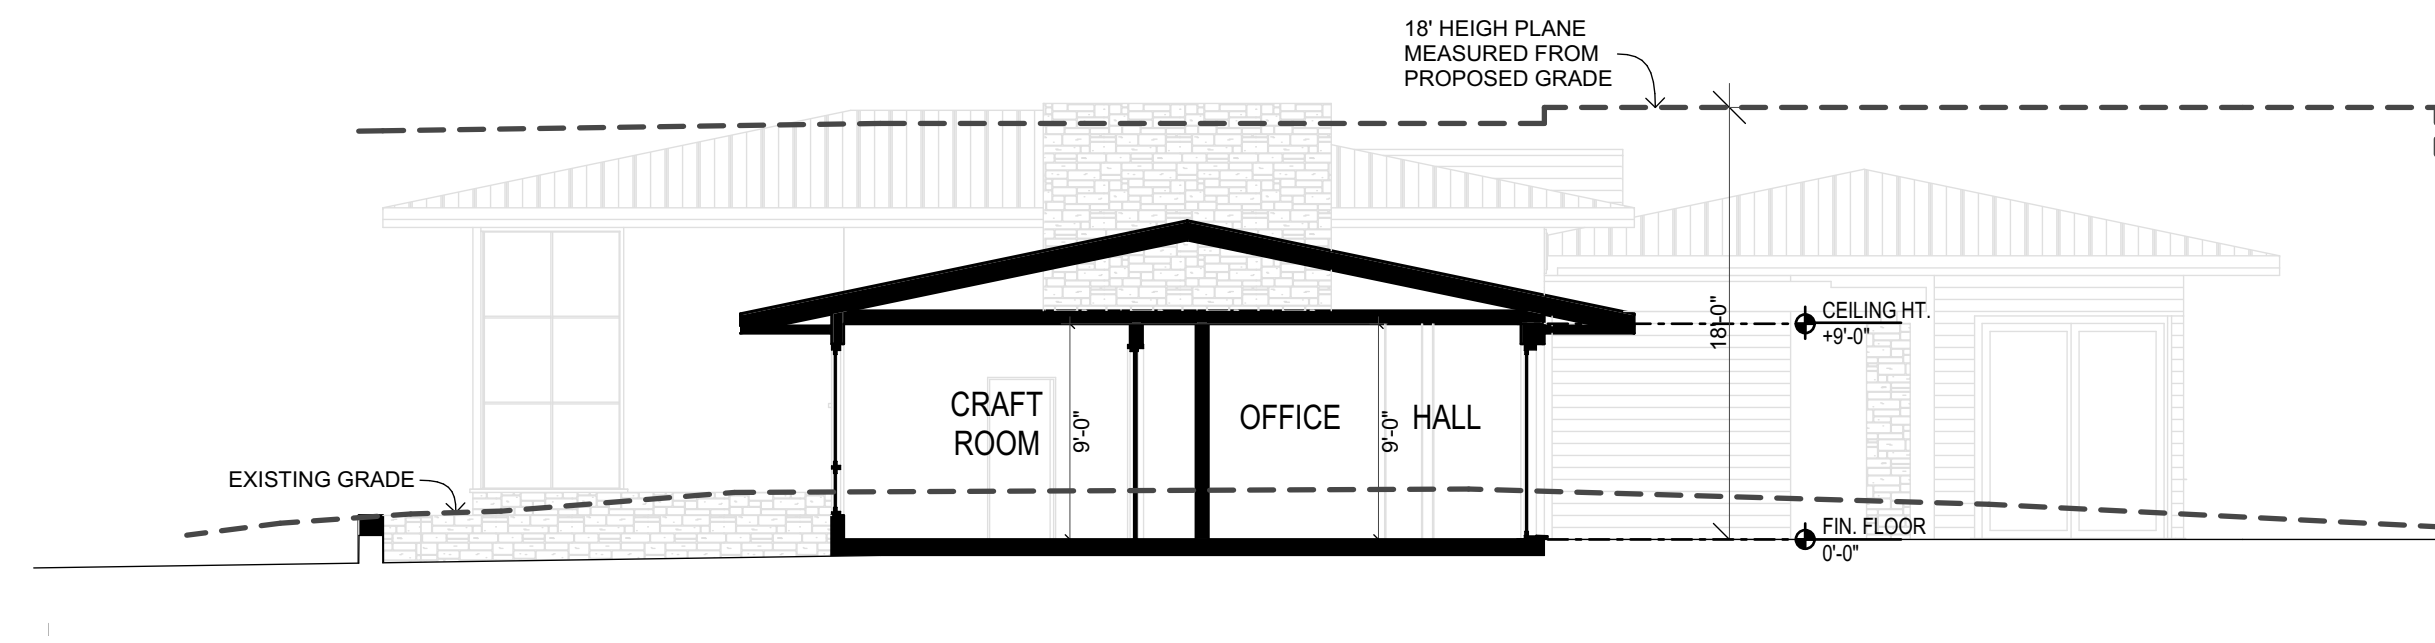 18' HEIGH PLANE
MEASURED FROM
PROPOSED GRADE
18'-0"
CEILING HT.
+9'-0"
CRAFT
ROOM
9'-0"
OFFICE
9'-0"
HALL
EXISTING GRADE
FIN. FLOOR
0'-0"